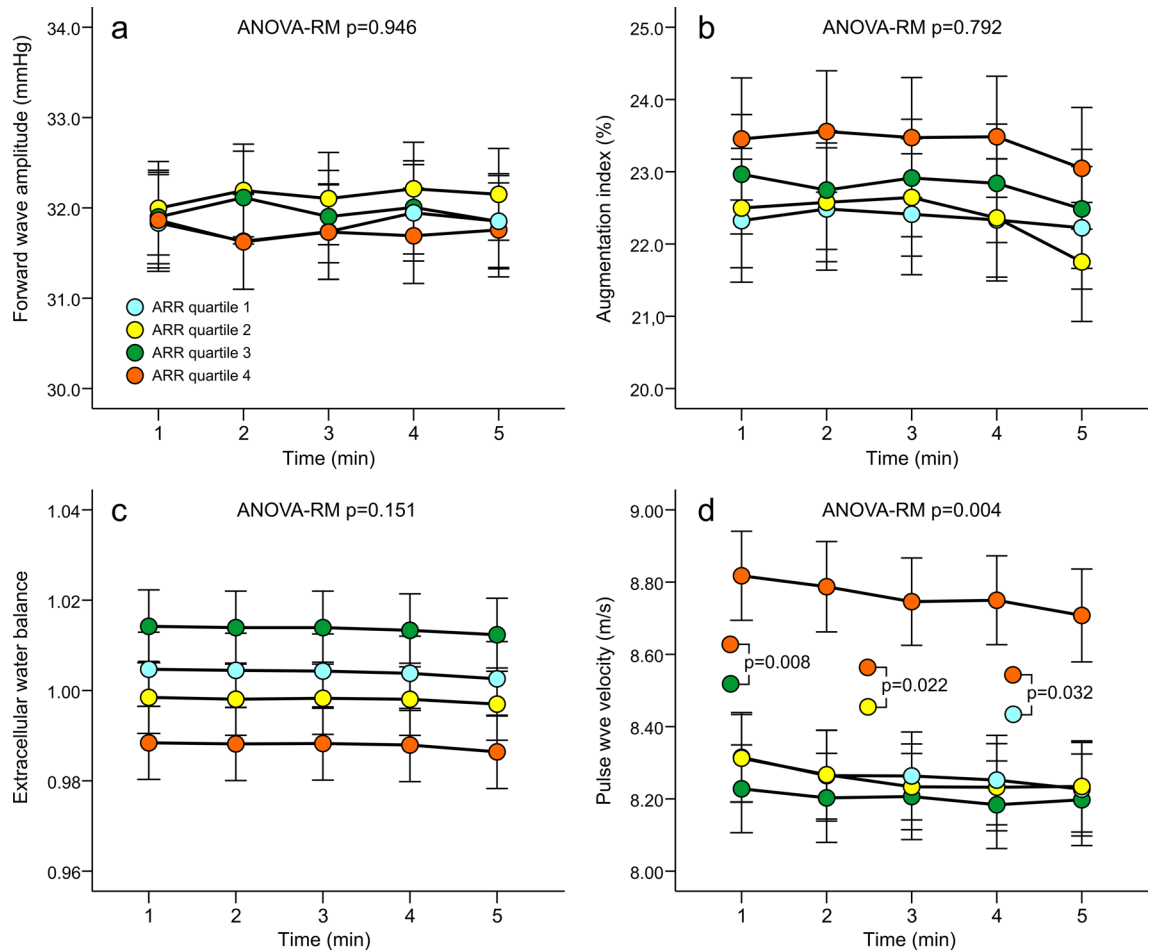 a
ANOVA-RM p=0.946
Forward wave amplitude (mmHg)
34.0
33.0
32.0
31.0
30.0
ARR quartile 1
ARR quartile 2
ARR quartile 3
ARR quartile 4
1 2 3 4 5
Time (min)
b
ANOVA-RM p=0.792
Augmentation index (%)
25.0
24.0
23.0
22.0
21,0
20.0
1 2 3 4 5
Time (min)
c
ANOVA-RM p=0.151
Extracellular water balance
1.04
1.02
1.00
0.98
0.96
1 2 3 4 5
Time (min)
d
ANOVA-RM p=0.004
Pulse wve velocity (m/s)
9.00
8.80
8.60
8.40
8.20
8.00
p=0.008
p=0.022
p=0.032
1 2 3 4 5
Time (min)